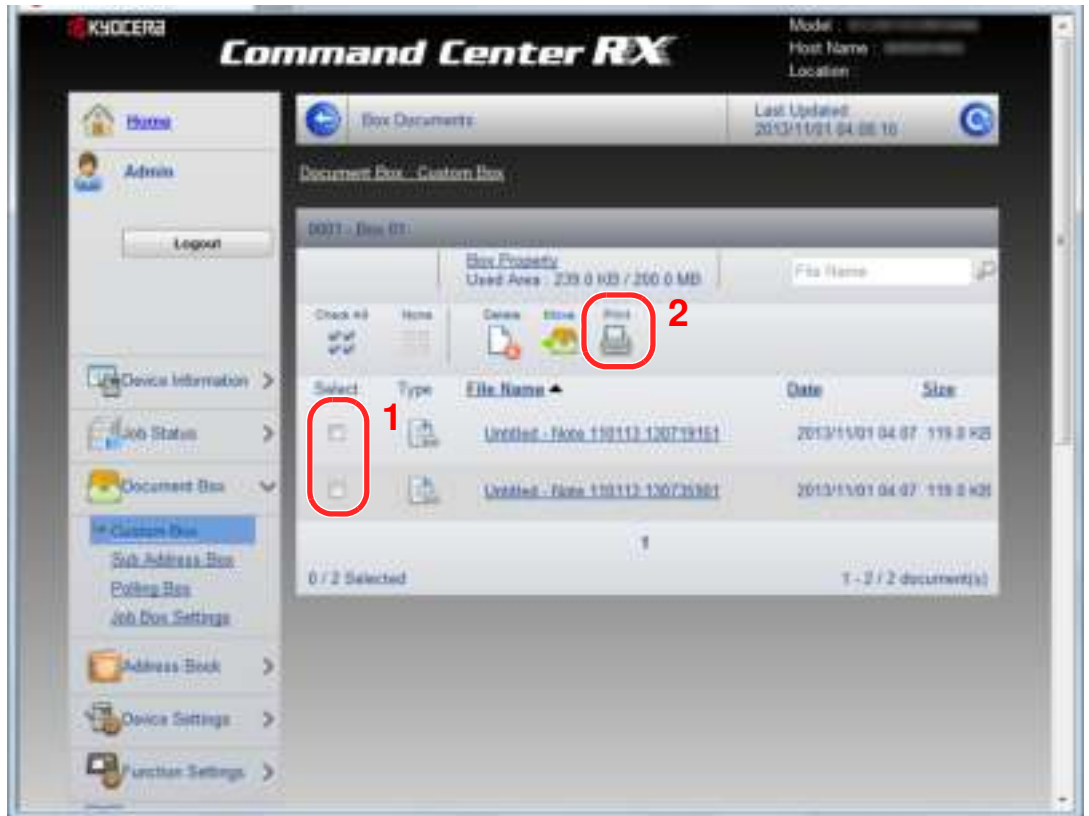 KYOCERA
Command Center RX
Model
Host Name
Location
Home
Admin
Logout
Device Information
Job Status
Document Box
Custom Box
Sub Address Box
Polling Box
Job Box Settings
Address Book
Device Settings
Function Settings
Box Documents
Last Updated
2013/11/01 04:08:10
Document Box : Custom Box
0001 - Box 01
Box Property
Used Area : 239.0 KB / 200.0 MB
File Name
Check All None Delete Move Print
2
Select Type File Name Date Size
1
Untitled - Note 110113 130719151 2013/11/01 04:07 119.0 KB
Untitled - Note 110113 130735901 2013/11/01 04:07 119.0 KB
1
0 / 2 Selected 1 - 2 / 2 document(s)